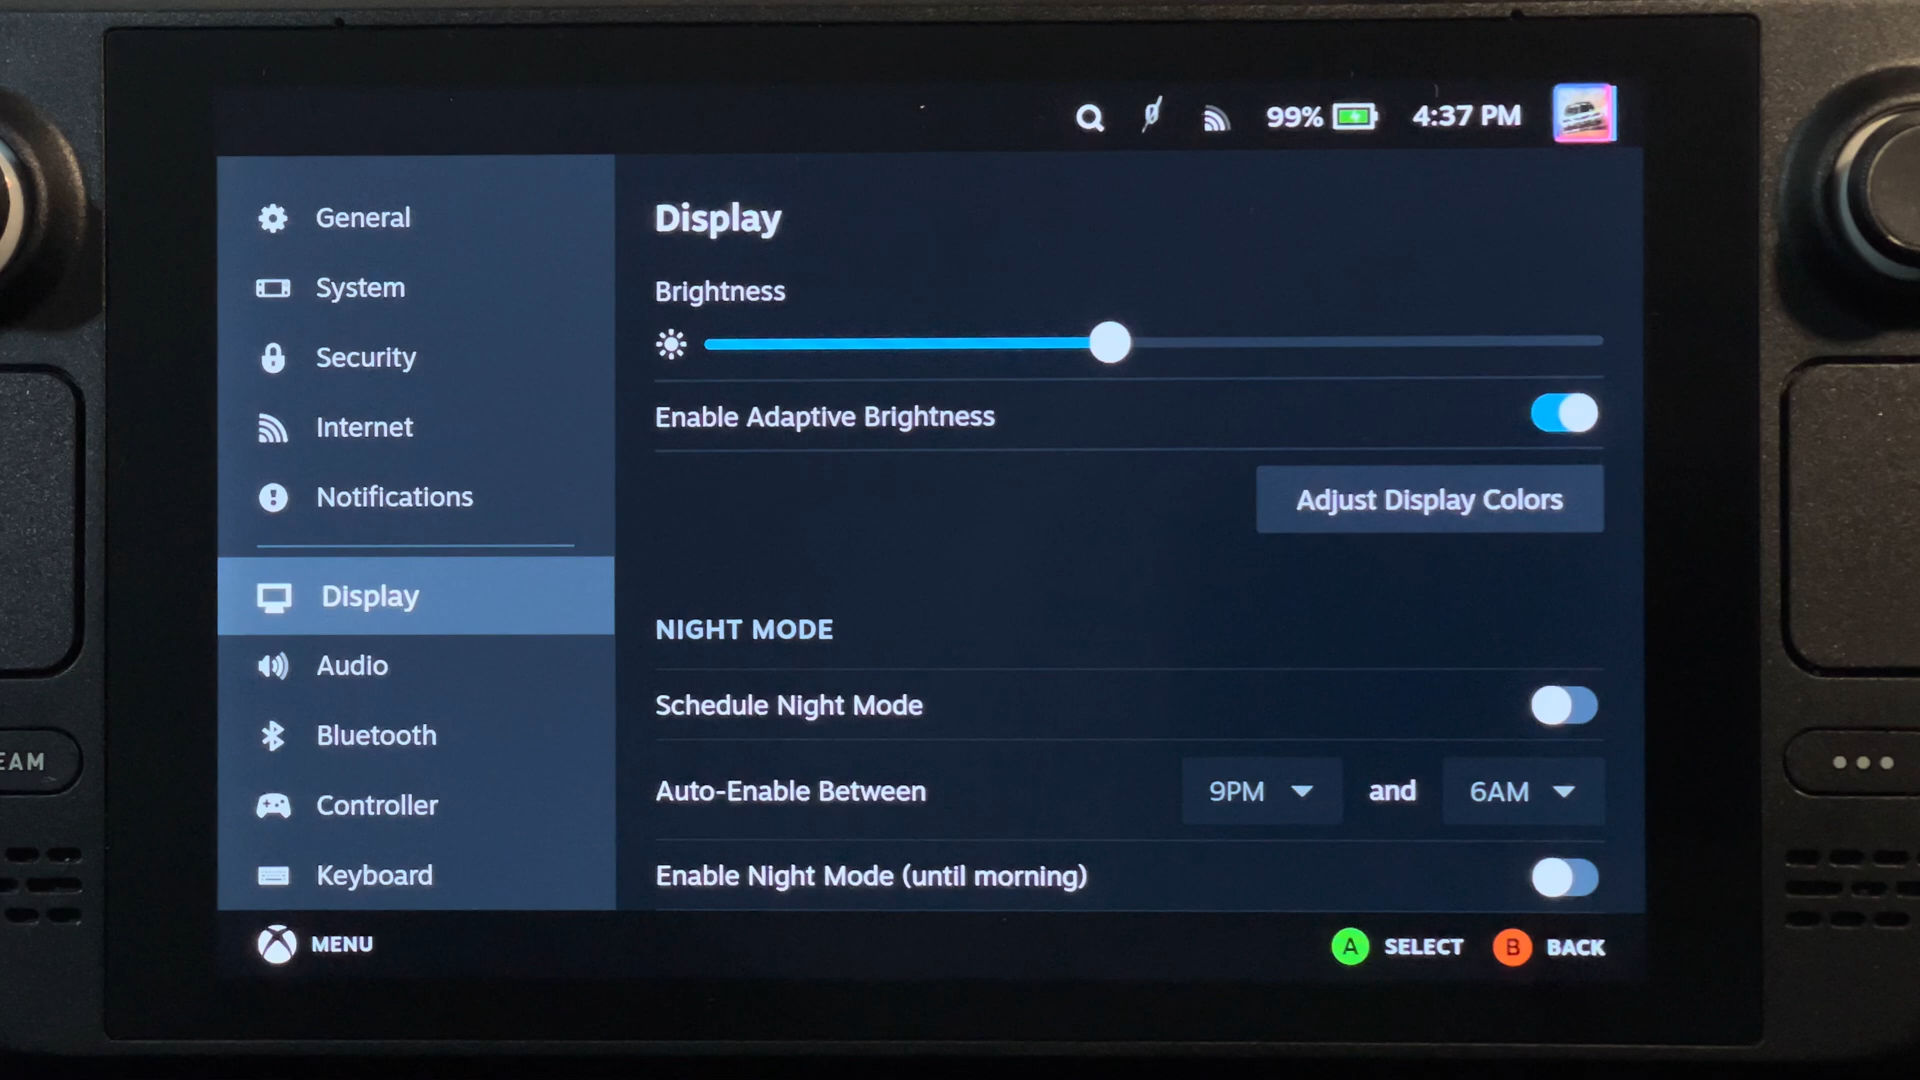 99% 4:37 PM
General
System
Security
Internet
Notifications
Display
Audio
Bluetooth
Controller
Keyboard
Display
Brightness
Enable Adaptive Brightness
Adjust Display Colors
NIGHT MODE
Schedule Night Mode
Auto-Enable Between 9PM and 6AM
Enable Night Mode (until morning)
MENU
A SELECT B BACK
EAM